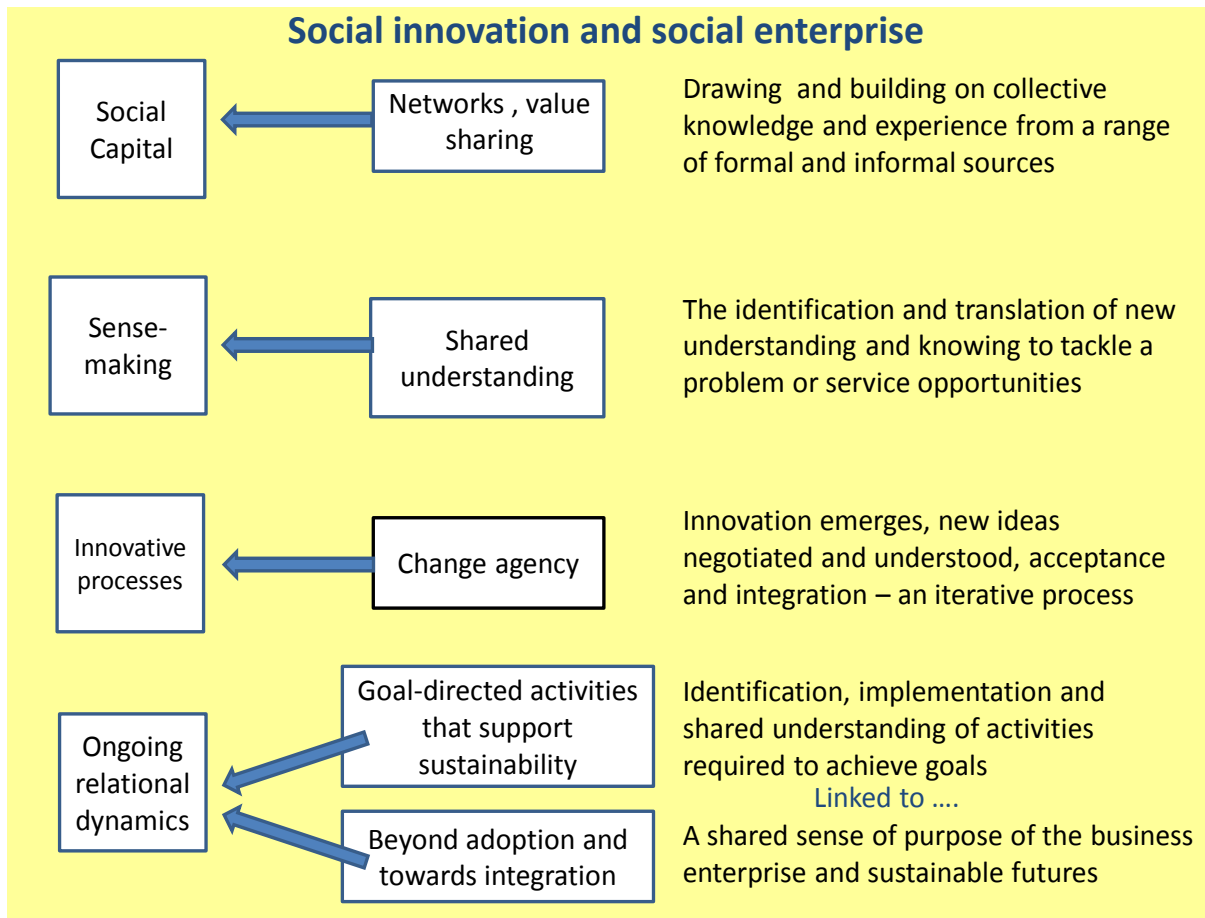 Social innovation and social enterprise
Social
Capital
Networks , value
sharing
Drawing and building on collective
knowledge and experience from a range
of formal and informal sources
Sense-
making
Shared
understanding
The identification and translation of new
understanding and knowing to tackle a
problem or service opportunities
Innovative
processes
Change agency
Innovation emerges, new ideas
negotiated and understood, acceptance
and integration – an iterative process
Ongoing
relational
dynamics
Goal-directed activities
that support
sustainability
Identification, implementation and
shared understanding of activities
required to achieve goals
Linked to ....
Beyond adoption and
towards integration
A shared sense of purpose of the business
enterprise and sustainable futures